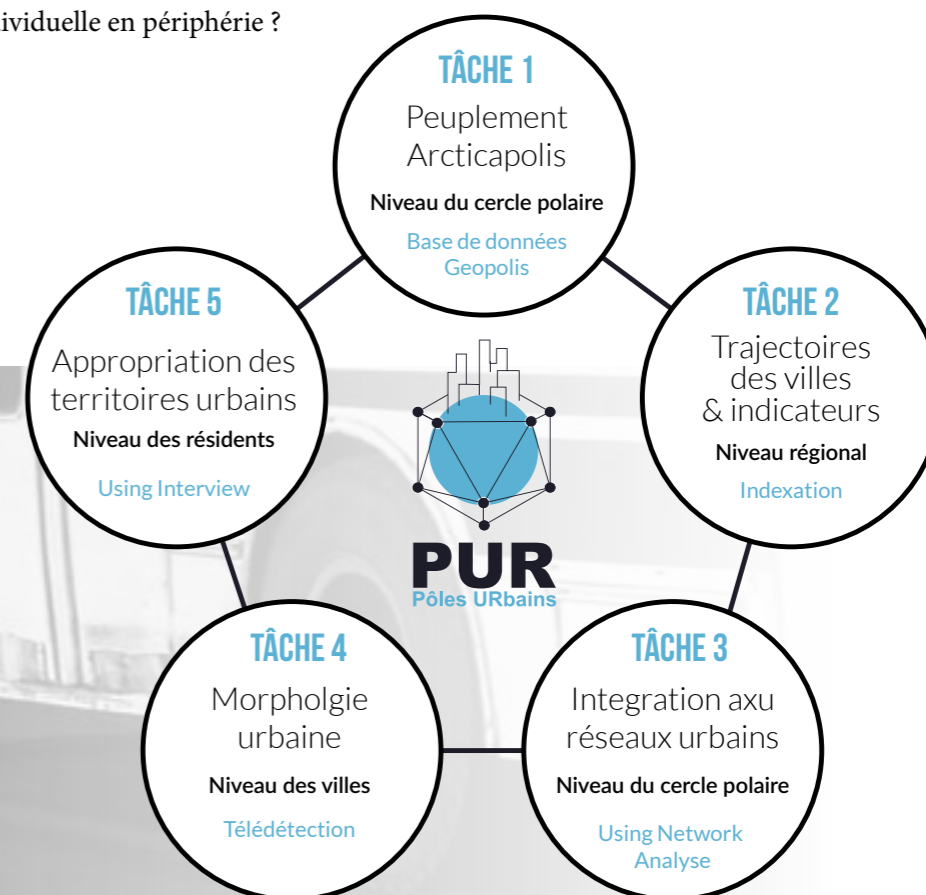 ividuelle en périphérie ?
TÂCHE 1
Peuplement
Arcticapolis
Niveau du cercle polaire
Base de données
Geopolis
TÂCHE 5
Appropriation des
territoires urbains
Niveau des résidents
Using Interview
TÂCHE 2
Trajectoires
des villes
& indicateurs
Niveau régional
Indexation
PUR
Pôles URbains
TÂCHE 4
Morpholgie
urbaine
Niveau des villes
Télédétection
TÂCHE 3
Integration axu
réseaux urbains
Niveau du cercle polaire
Using Network
Analyse